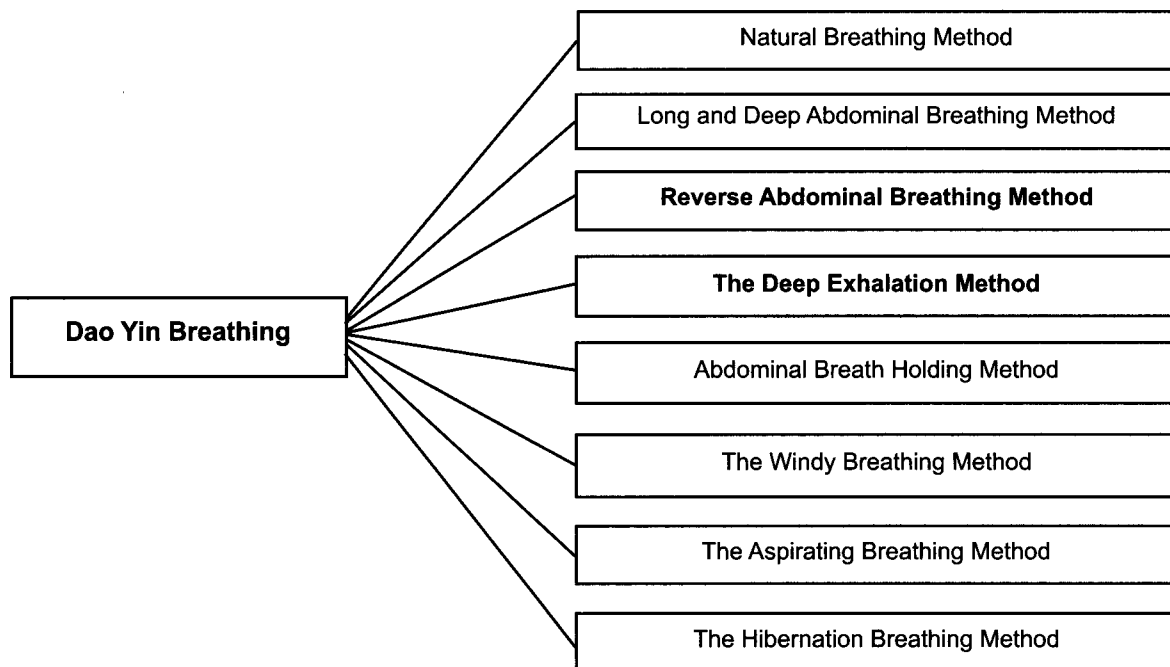 Natural Breathing Method
Long and Deep Abdominal Breathing Method
Reverse Abdominal Breathing Method
The Deep Exhalation Method
Dao Yin Breathing
Abdominal Breath Holding Method
The Windy Breathing Method
The Aspirating Breathing Method
The Hibernation Breathing Method